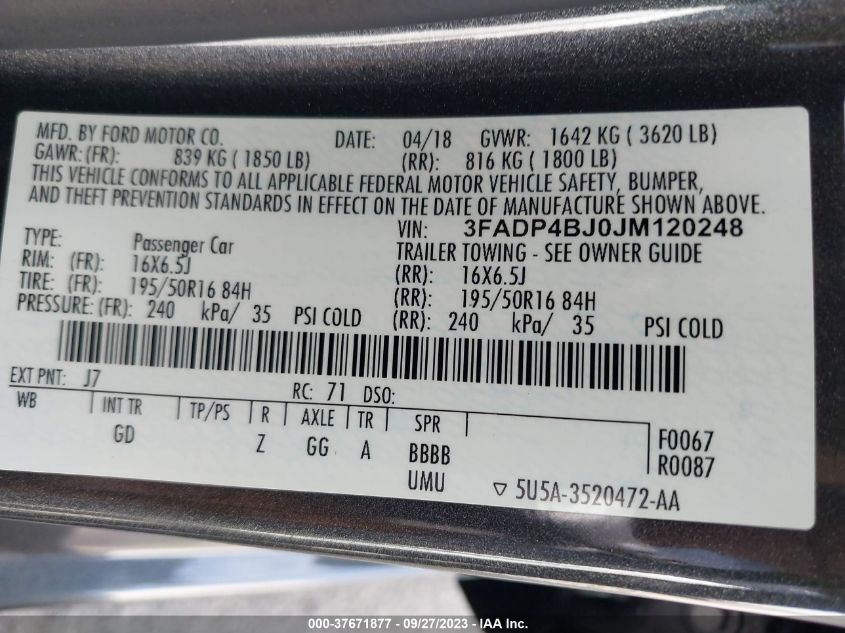 MFD. BY FORD MOTOR CO. DATE: 04/18 GVWR: 1642 KG ( 3620 LB)
GAWR: (FR): 839 KG ( 1850 LB) (RR): 816 KG ( 1800 LB)
THIS VEHICLE CONFORMS TO ALL APPLICABLE FEDERAL MOTOR VEHICLE SAFETY, BUMPER,
AND THEFT PREVENTION STANDARDS IN EFFECT ON THE DATE OF MANUFACTURE SHOWN ABOVE.
VIN: 3FADP4BJ0JM120248
TYPE: Passenger Car TRAILER TOWING - SEE OWNER GUIDE
RIM: (FR): 16X6.5J (RR): 16X6.5J
TIRE: (FR): 195/50R16 84H (RR): 195/50R16 84H
PRESSURE: (FR): 240 kPa/ 35 PSI COLD (RR): 240 kPa/ 35 PSI COLD
EXT PNT: J7 RC: 71 DSO:
WB INT TR TP/PS R AXLE TR SPR
GD Z GG A BBBB F0067
UMU R0087
▽ 5U5A-3520472-AA
000-37671877 - 09/27/2023 - IAA Inc.